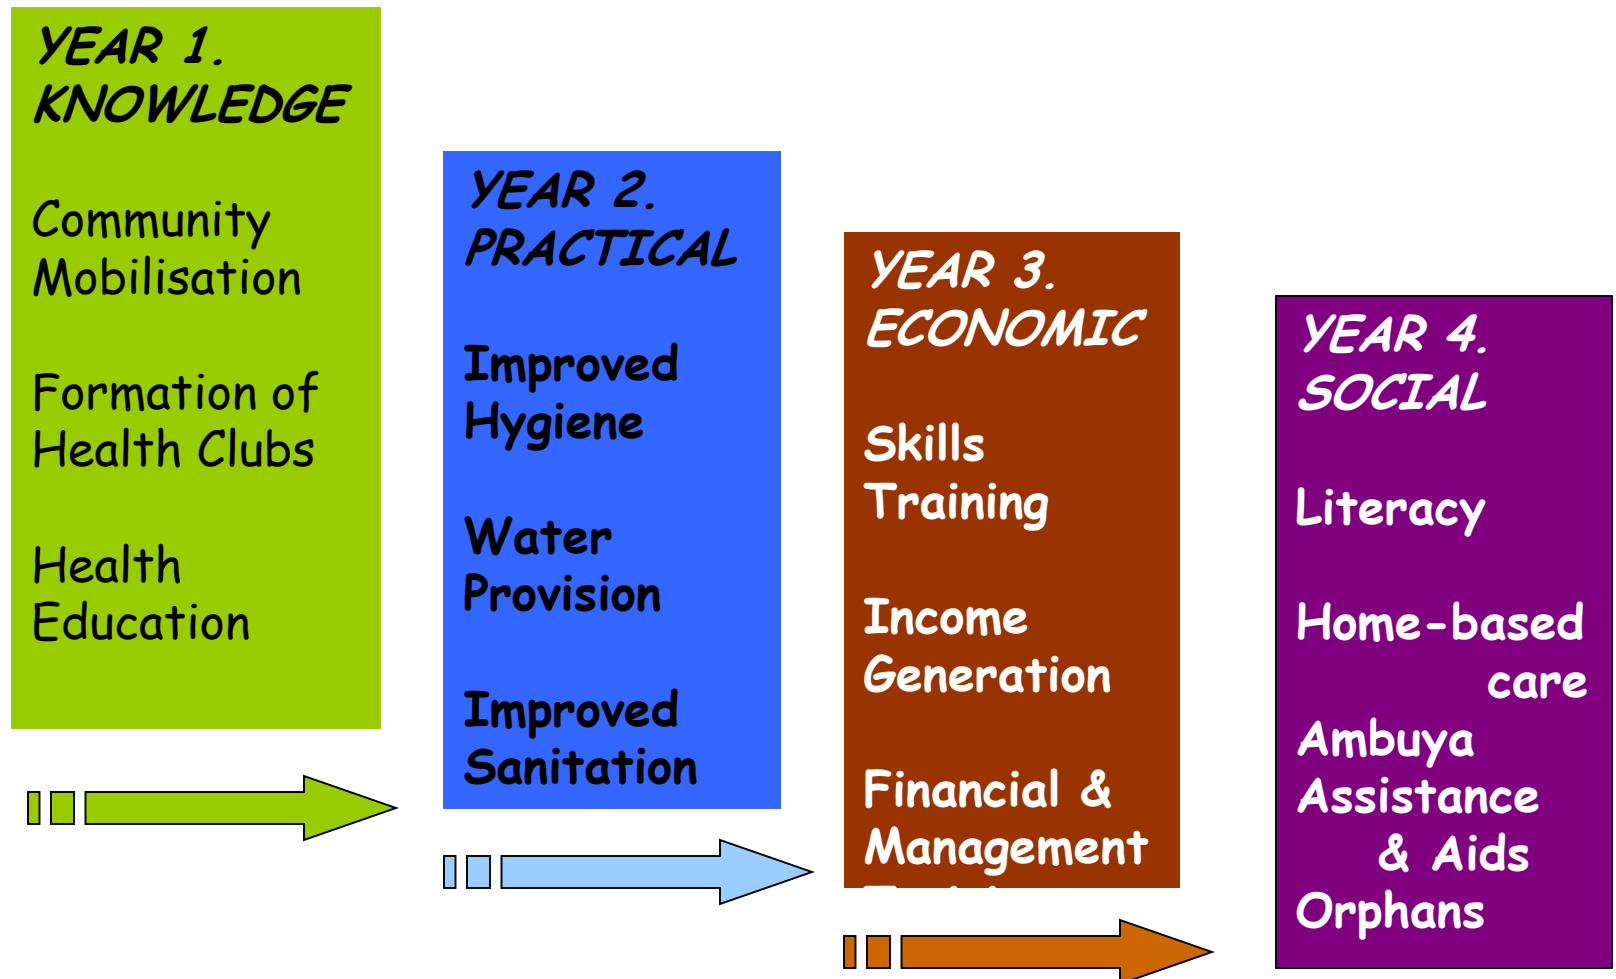 YEAR 1.
KNOWLEDGE
Community
Mobilisation
Formation of
Health Clubs
Health
Education
YEAR 2.
PRACTICAL
Improved
Hygiene
Water
Provision
Improved
Sanitation
YEAR 3.
ECONOMIC
Skills
Training
Income
Generation
Financial &
Management
YEAR 4.
SOCIAL
Literacy
Home-based
care
Ambuya
Assistance
& Aids
Orphans